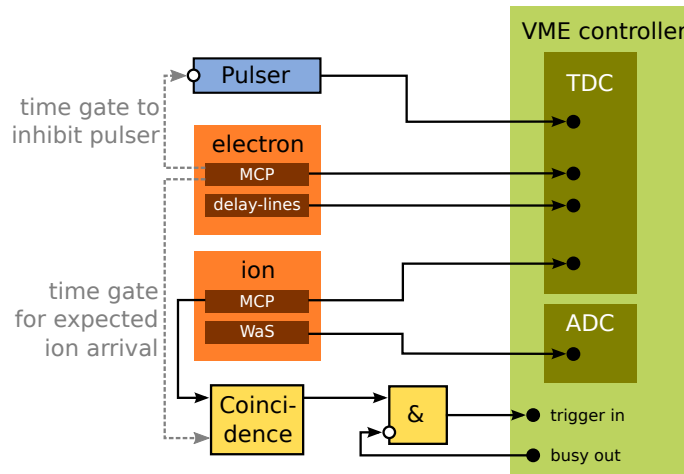 VME controller
Pulser
TDC
time gate to
inhibit pulser
electron
MCP
delay-lines
ion
MCP
WaS
time gate
for expected
ion arrival
ADC
Coinci-
dence
&
trigger in
busy out